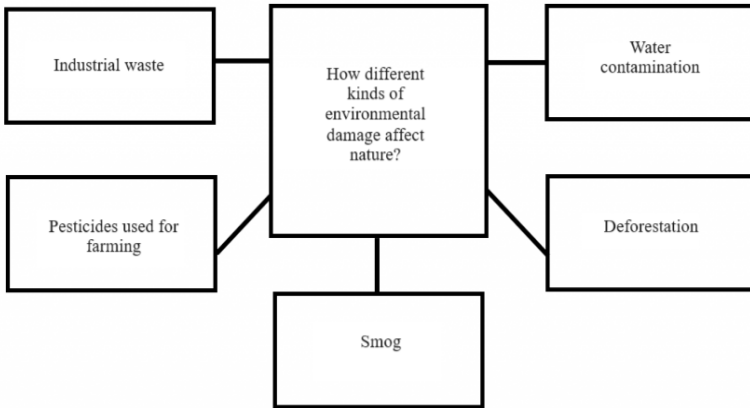 Industrial waste
How different
kinds of
environmental
damage affect
nature?
Water
contamination
Pesticides used for
farming
Deforestation
Smog